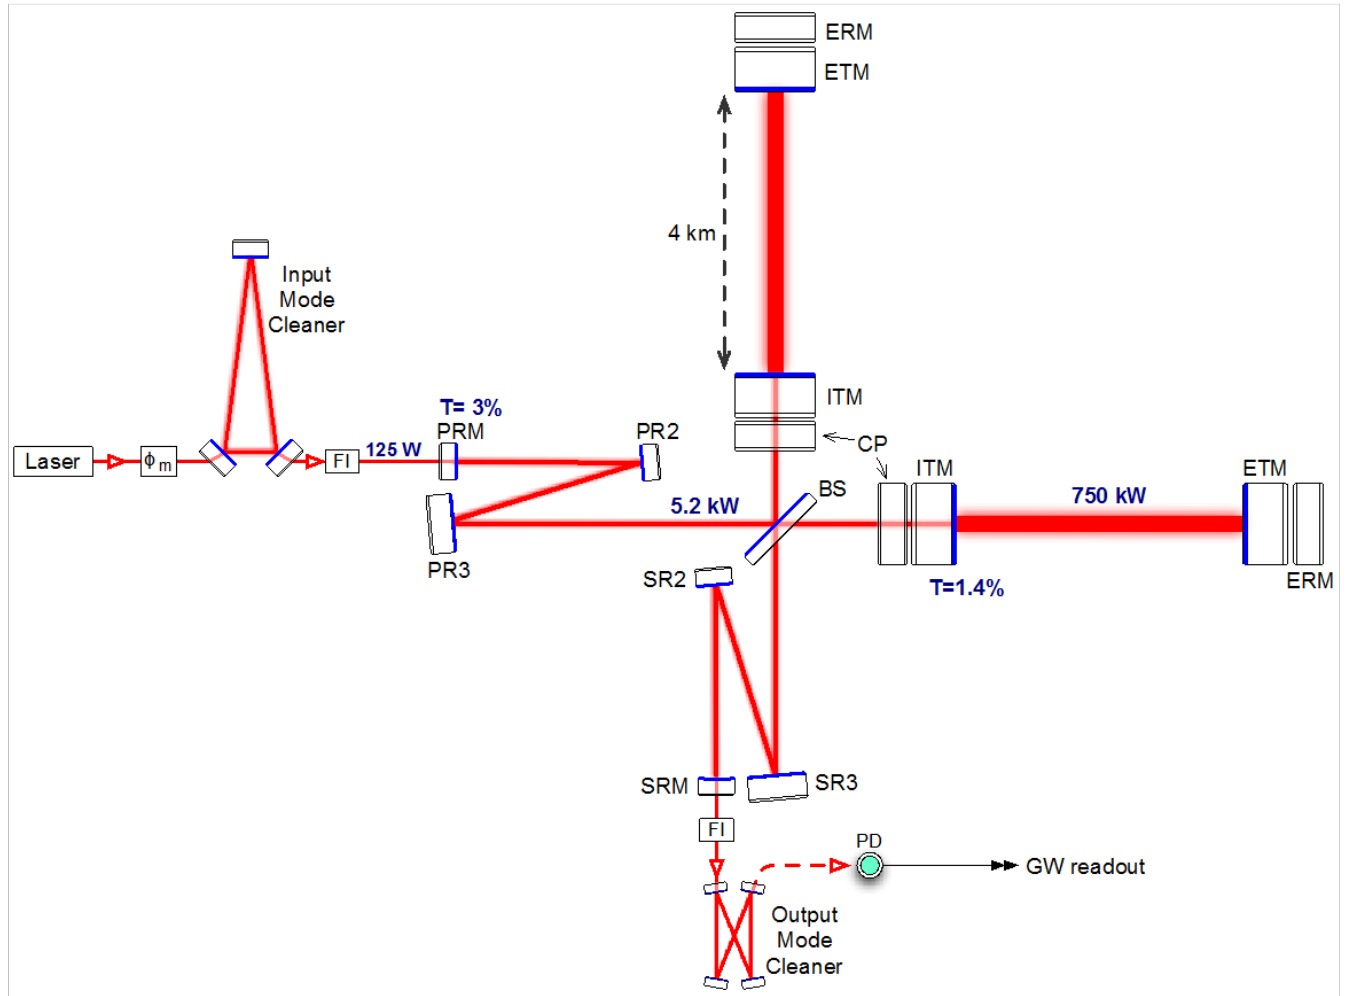 ERM
ETM
4 km
Input
Mode
Cleaner
ITM
T= 3%
PRM
PR2
CP
Laser
ϕm
FI
125 W
ITM
ETM
BS
5.2 kW
750 kW
PR3
SR2
T=1.4%
ERM
SRM
SR3
FI
PD
GW readout
Output
Mode
Cleaner